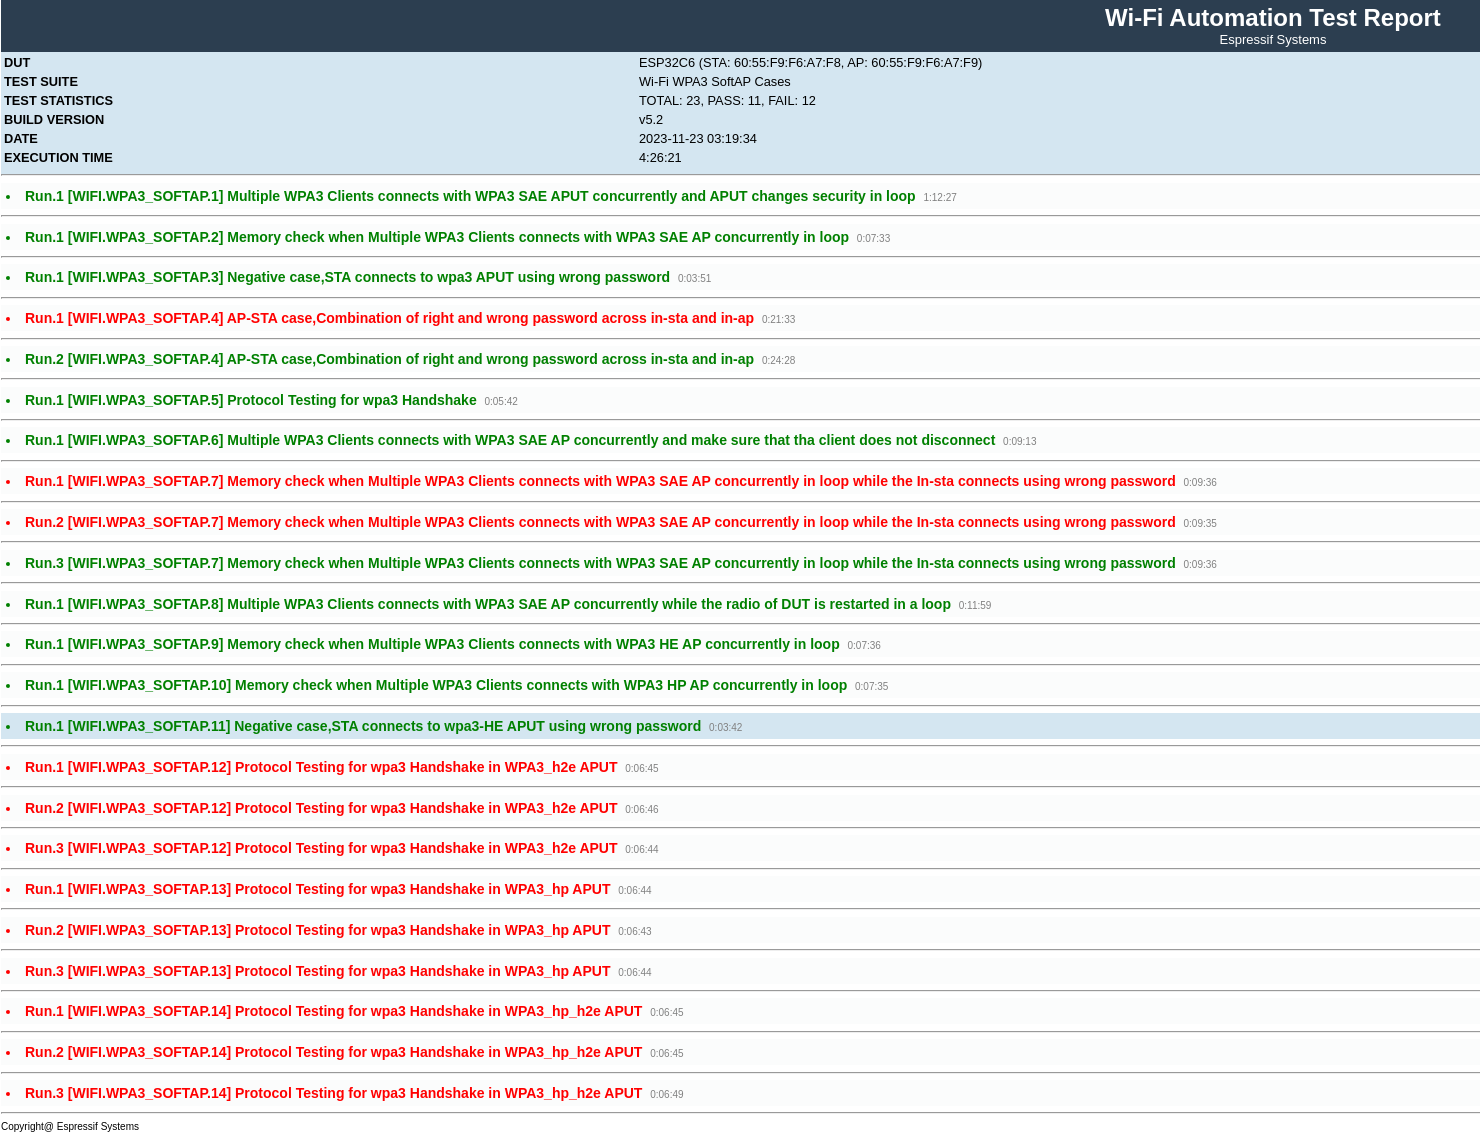 Wi-Fi Automation Test Report
Espressif Systems
DUT ESP32C6 (STA: 60:55:F9:F6:A7:F8, AP: 60:55:F9:F6:A7:F9)
TEST SUITE Wi-Fi WPA3 SoftAP Cases
TEST STATISTICS TOTAL: 23, PASS: 11, FAIL: 12
BUILD VERSION v5.2
DATE 2023-11-23 03:19:34
EXECUTION TIME 4:26:21
• Run.1 [WIFI.WPA3_SOFTAP.1] Multiple WPA3 Clients connects with WPA3 SAE APUT concurrently and APUT changes security in loop 1:12:27
• Run.1 [WIFI.WPA3_SOFTAP.2] Memory check when Multiple WPA3 Clients connects with WPA3 SAE AP concurrently in loop 0:07:33
• Run.1 [WIFI.WPA3_SOFTAP.3] Negative case,STA connects to wpa3 APUT using wrong password 0:03:51
• Run.1 [WIFI.WPA3_SOFTAP.4] AP-STA case,Combination of right and wrong password across in-sta and in-ap 0:21:33
• Run.2 [WIFI.WPA3_SOFTAP.4] AP-STA case,Combination of right and wrong password across in-sta and in-ap 0:24:28
• Run.1 [WIFI.WPA3_SOFTAP.5] Protocol Testing for wpa3 Handshake 0:05:42
• Run.1 [WIFI.WPA3_SOFTAP.6] Multiple WPA3 Clients connects with WPA3 SAE AP concurrently and make sure that tha client does not disconnect 0:09:13
• Run.1 [WIFI.WPA3_SOFTAP.7] Memory check when Multiple WPA3 Clients connects with WPA3 SAE AP concurrently in loop while the In-sta connects using wrong password 0:09:36
• Run.2 [WIFI.WPA3_SOFTAP.7] Memory check when Multiple WPA3 Clients connects with WPA3 SAE AP concurrently in loop while the In-sta connects using wrong password 0:09:35
• Run.3 [WIFI.WPA3_SOFTAP.7] Memory check when Multiple WPA3 Clients connects with WPA3 SAE AP concurrently in loop while the In-sta connects using wrong password 0:09:36
• Run.1 [WIFI.WPA3_SOFTAP.8] Multiple WPA3 Clients connects with WPA3 SAE AP concurrently while the radio of DUT is restarted in a loop 0:11:59
• Run.1 [WIFI.WPA3_SOFTAP.9] Memory check when Multiple WPA3 Clients connects with WPA3 HE AP concurrently in loop 0:07:36
• Run.1 [WIFI.WPA3_SOFTAP.10] Memory check when Multiple WPA3 Clients connects with WPA3 HP AP concurrently in loop 0:07:35
• Run.1 [WIFI.WPA3_SOFTAP.11] Negative case,STA connects to wpa3-HE APUT using wrong password 0:03:42
• Run.1 [WIFI.WPA3_SOFTAP.12] Protocol Testing for wpa3 Handshake in WPA3_h2e APUT 0:06:45
• Run.2 [WIFI.WPA3_SOFTAP.12] Protocol Testing for wpa3 Handshake in WPA3_h2e APUT 0:06:46
• Run.3 [WIFI.WPA3_SOFTAP.12] Protocol Testing for wpa3 Handshake in WPA3_h2e APUT 0:06:44
• Run.1 [WIFI.WPA3_SOFTAP.13] Protocol Testing for wpa3 Handshake in WPA3_hp APUT 0:06:44
• Run.2 [WIFI.WPA3_SOFTAP.13] Protocol Testing for wpa3 Handshake in WPA3_hp APUT 0:06:43
• Run.3 [WIFI.WPA3_SOFTAP.13] Protocol Testing for wpa3 Handshake in WPA3_hp APUT 0:06:44
• Run.1 [WIFI.WPA3_SOFTAP.14] Protocol Testing for wpa3 Handshake in WPA3_hp_h2e APUT 0:06:45
• Run.2 [WIFI.WPA3_SOFTAP.14] Protocol Testing for wpa3 Handshake in WPA3_hp_h2e APUT 0:06:45
• Run.3 [WIFI.WPA3_SOFTAP.14] Protocol Testing for wpa3 Handshake in WPA3_hp_h2e APUT 0:06:49
Copyright@ Espressif Systems